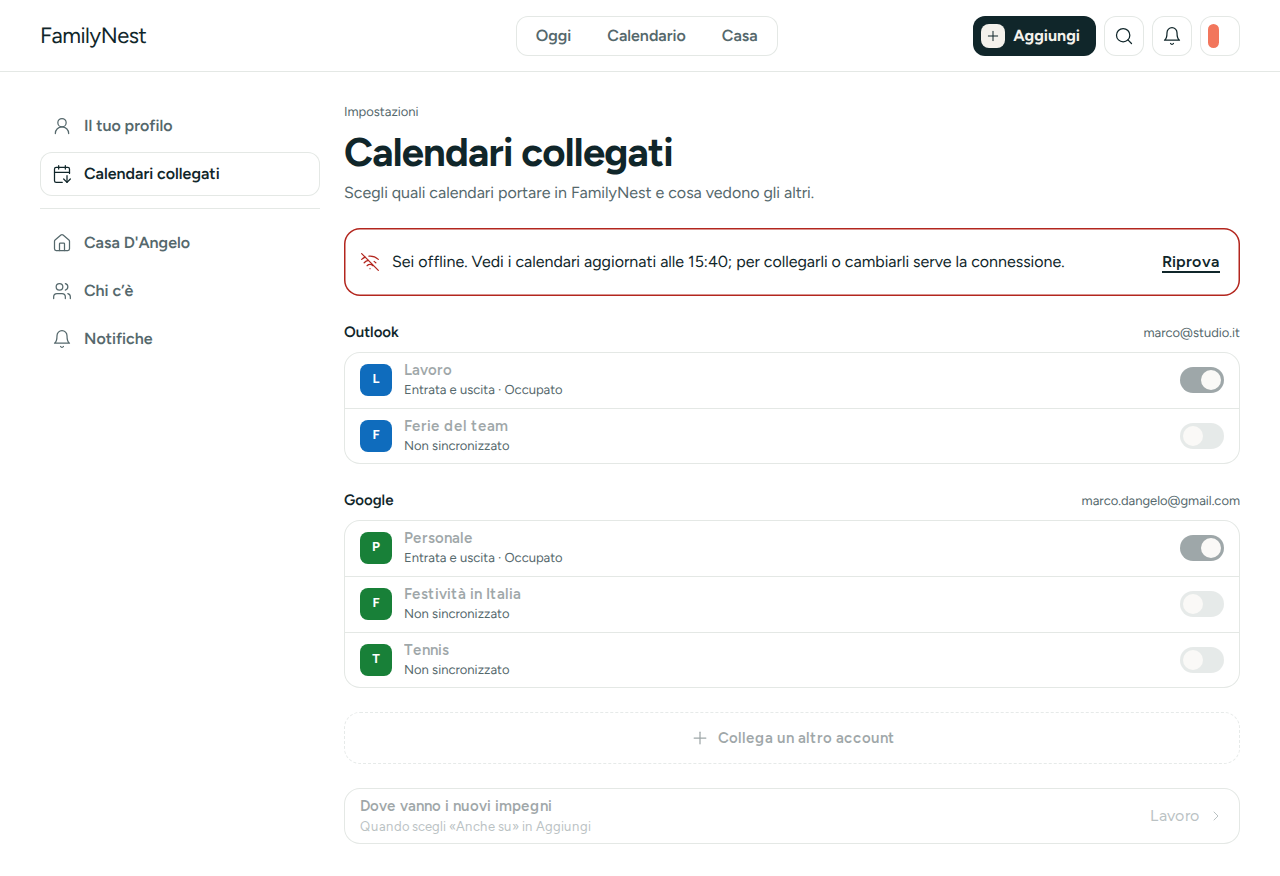 FamilyNest
Oggi
Calendario
Casa
Aggiungi
Il tuo profilo
Calendari collegati
Casa D'Angelo
Chi c’è
Notifiche
Impostazioni
Calendari collegati
Scegli quali calendari portare in FamilyNest e cosa vedono gli altri.
Sei offline. Vedi i calendari aggiornati alle 15:40; per collegarli o cambiarli serve la connessione.
Riprova
Outlook
marco@studio.it
L
Lavoro
Entrata e uscita · Occupato
F
Ferie del team
Non sincronizzato
Google
marco.dangelo@gmail.com
P
Personale
Entrata e uscita · Occupato
F
Festività in Italia
Non sincronizzato
T
Tennis
Non sincronizzato
Collega un altro account
Dove vanno i nuovi impegni
Quando scegli «Anche su» in Aggiungi
Lavoro